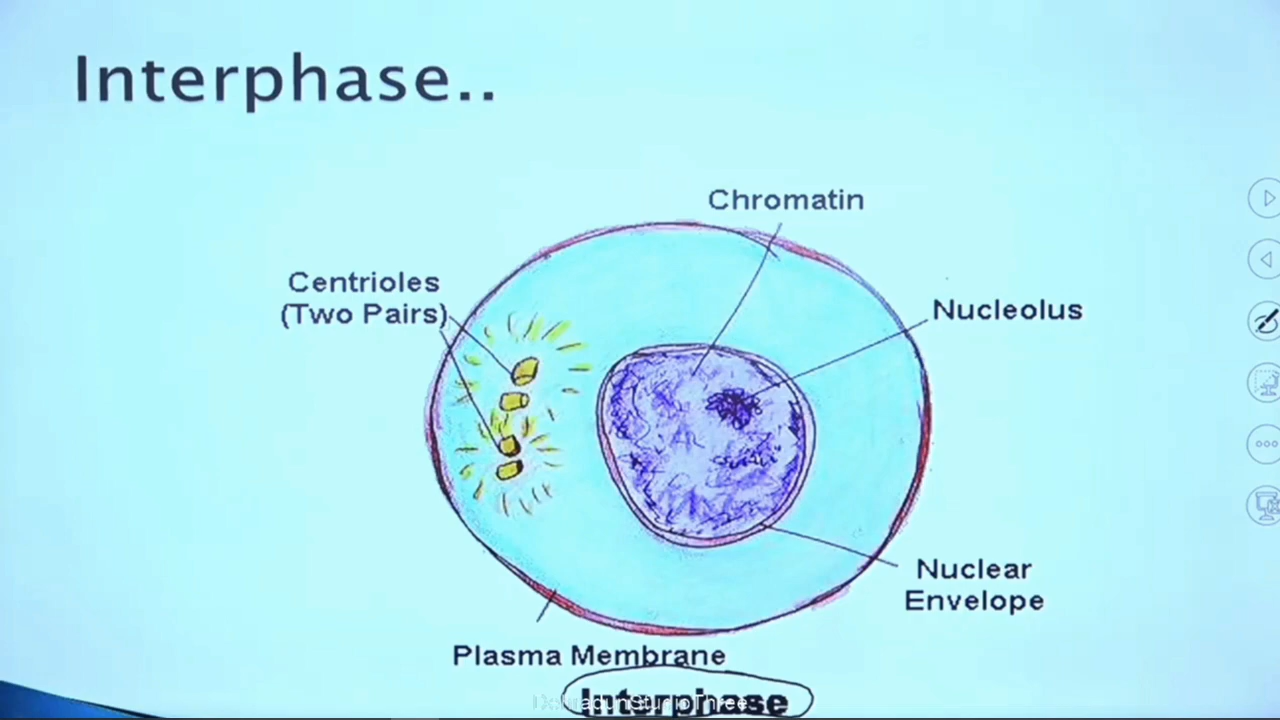 Interphase..
Chromatin
Centrioles
(Two Pairs)
Nucleolus
Nuclear
Envelope
Plasma Membrane
Interphase